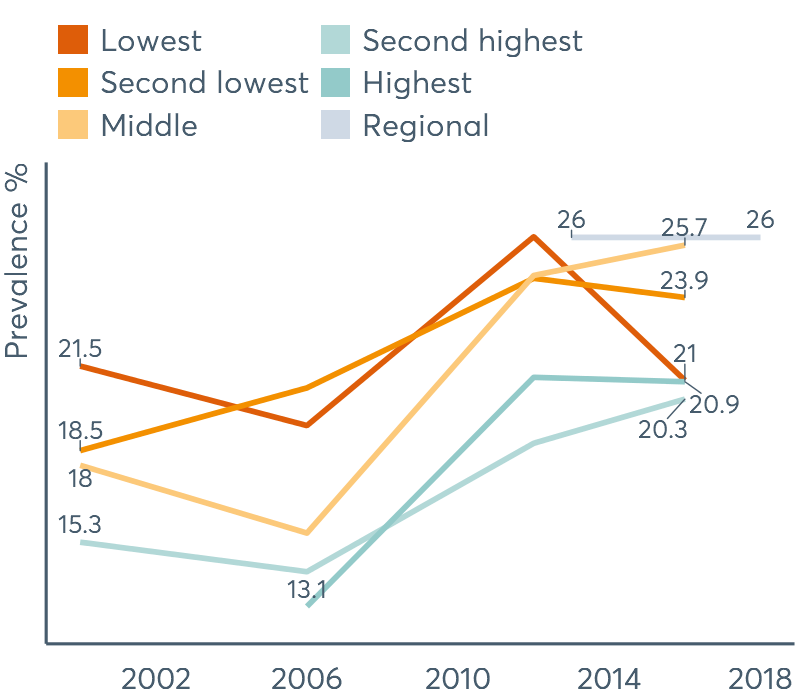 Lowest
Second highest
Second lowest
Highest
Middle
Regional
Prevalence %
26
25.7
26
23.9
21.5
21
20.9
18.5
20.3
18
15.3
13.1
2002
2006
2010
2014
2018